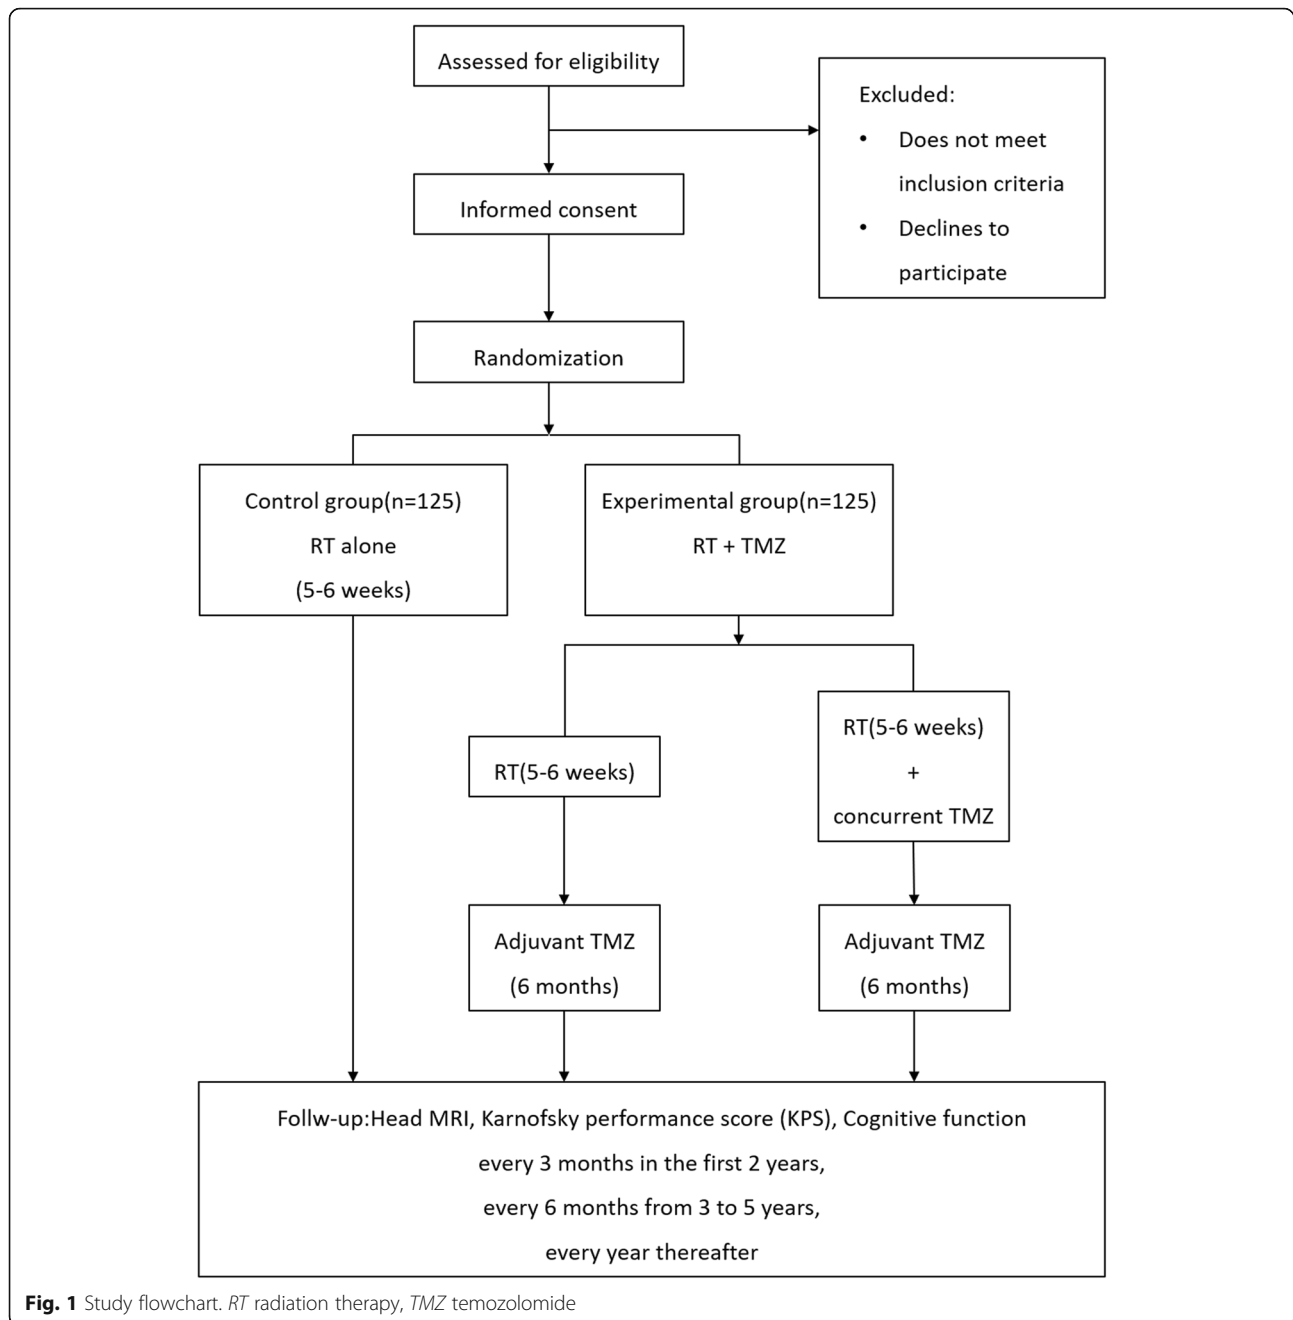 Assessed for eligibility
Excluded:
• Does not meet
inclusion criteria
• Declines to
participate
Informed consent
Randomization
Control group(n=125)
RT alone
(5-6 weeks)
Experimental group(n=125)
RT + TMZ
RT(5-6 weeks)
RT(5-6 weeks)
+
concurrent TMZ
Adjuvant TMZ
(6 months)
Adjuvant TMZ
(6 months)
Follw-up:Head MRI, Karnofsky performance score (KPS), Cognitive function
every 3 months in the first 2 years,
every 6 months from 3 to 5 years,
every year thereafter
Fig. 1 Study flowchart. RT radiation therapy, TMZ temozolomide